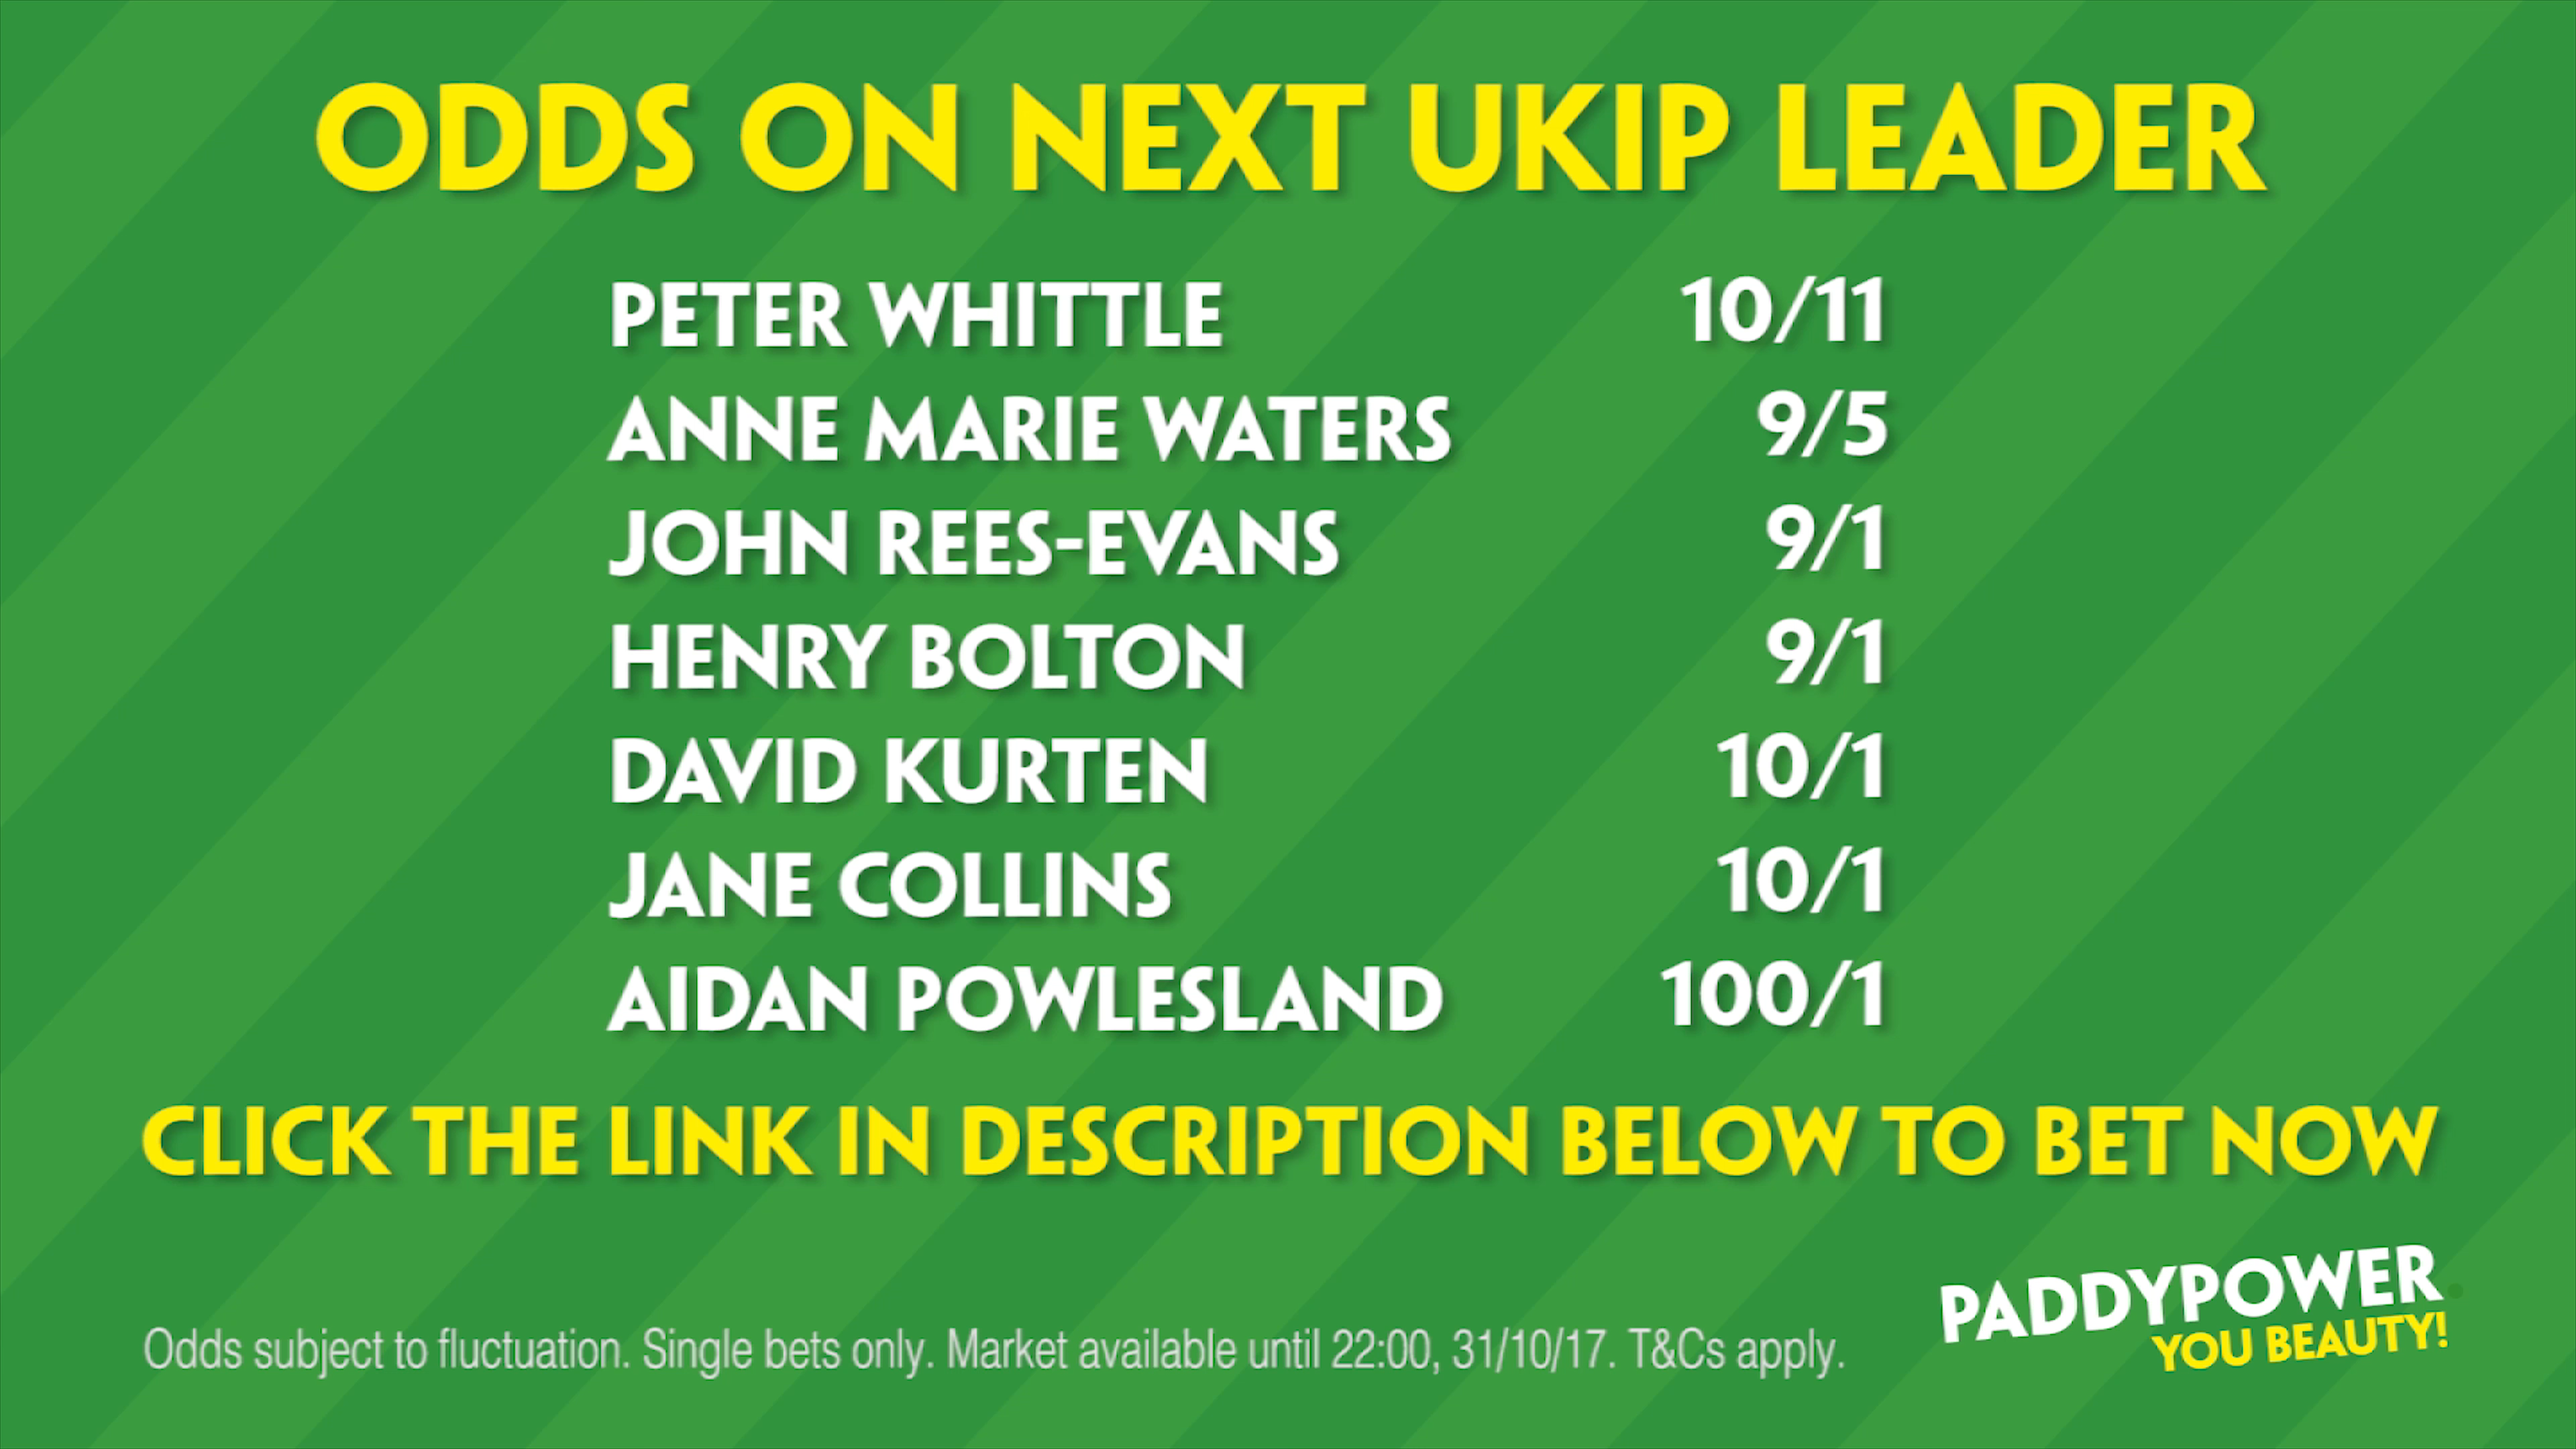 ODDS ON NEXT UKIP LEADER
PETER WHITTLE 10/11
ANNE MARIE WATERS 9/5
JOHN REES-EVANS 9/1
HENRY BOLTON 9/1
DAVID KURTEN 10/1
JANE COLLINS 10/1
AIDAN POWLESLAND 100/1
CLICK THE LINK IN DESCRIPTION BELOW TO BET NOW
PADDYPOWER.
YOU BEAUTY!
Odds subject to fluctuation. Single bets only. Market available until 22:00, 31/10/17. T&Cs apply.